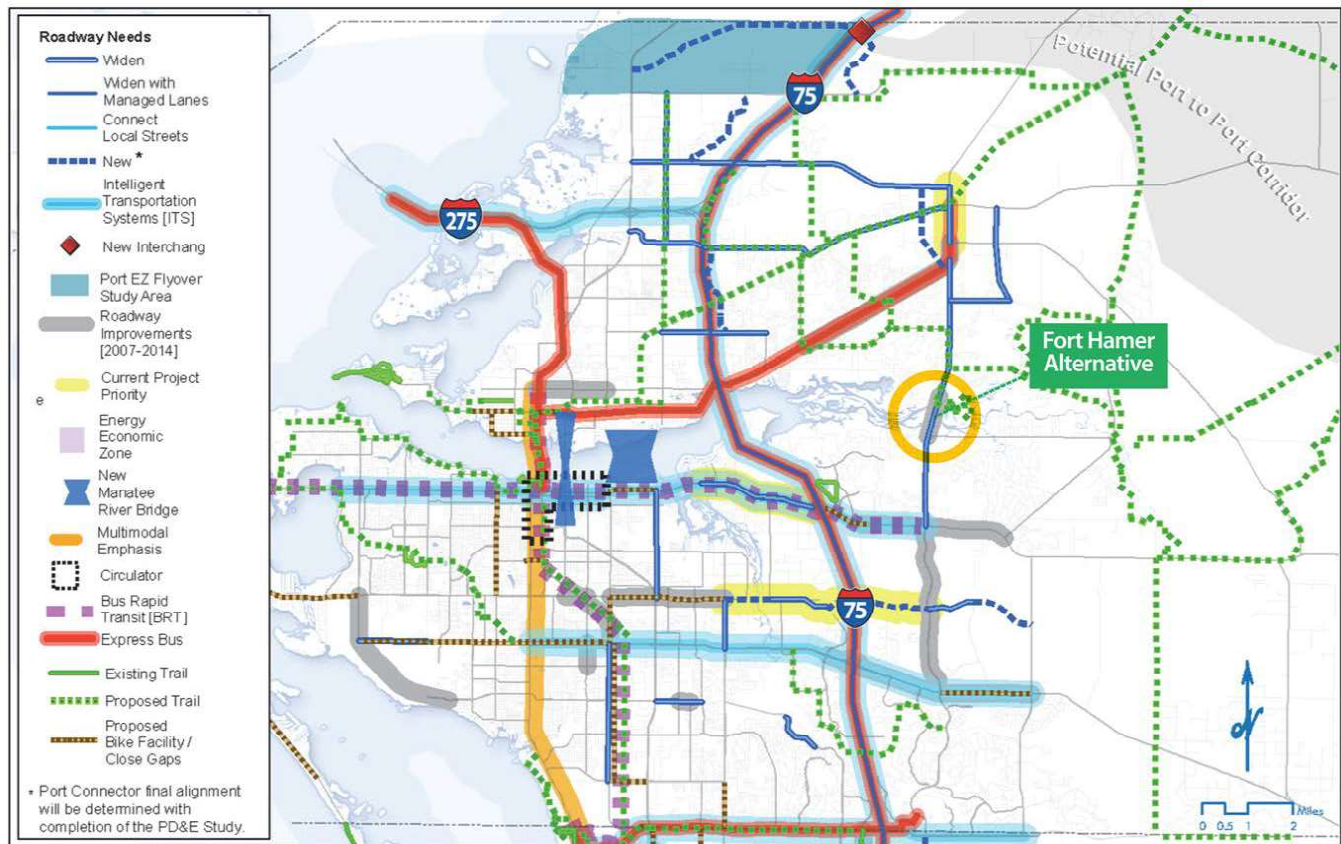 Roadway Needs
Widen
Widen with
Managed Lanes
Connect
Local Streets
New *
Intelligent
Transportation
Systems [ITS]
New Interchang
Port EZ Flyover
Study Area
Roadway
Improvements
[2007-2014]
Current Project
Priority
e
Energy
Economic
Zone
New
Manatee
River Bridge
Multimodal
Emphasis
Circulator
Bus Rapid
Transit [BRT]
Express Bus
Existing Trail
Proposed Trail
Proposed
Bike Facility /
Close Gaps
* Port Connector final alignment
will be determined with
completion of the PD&E Study.
75
Potential Port to Port Corridor
275
Fort Hamer
Alternative
75
N
Miles
0 0.5 1 2